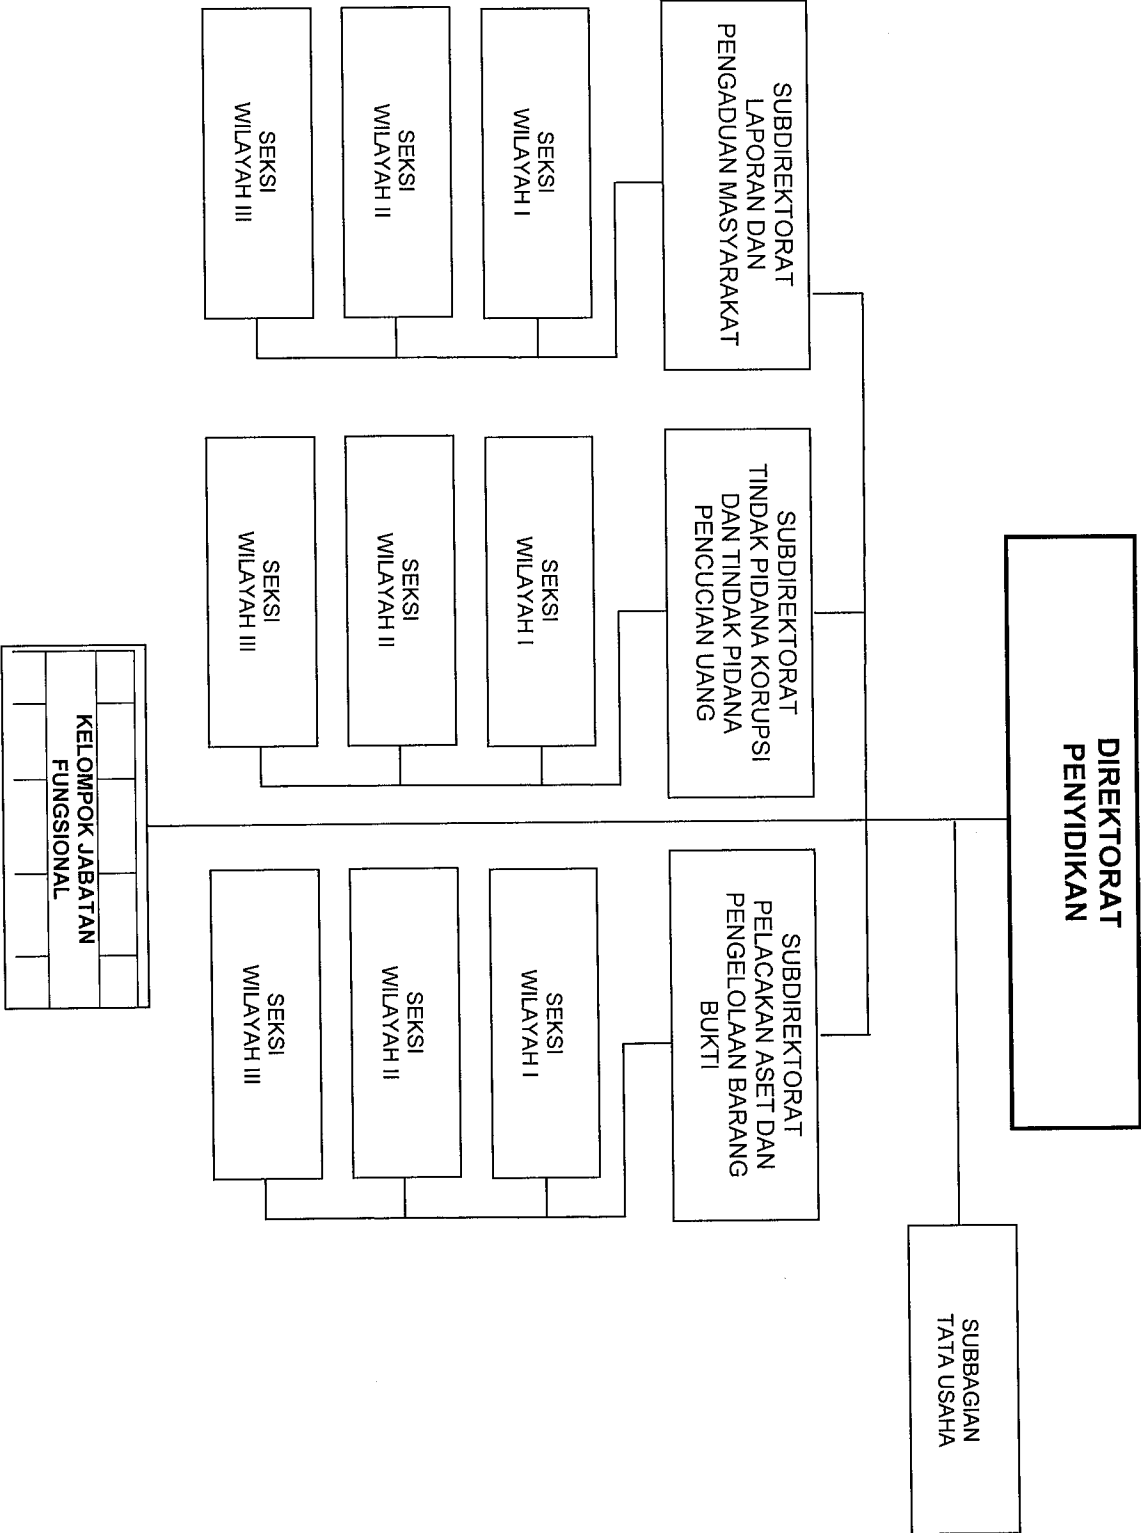 DIREKTORAT
PENYIDIKAN
SUBBAGIAN
TATA USAHA
SUBDIREKTORAT
LAPORAN DAN
PENGADUAN MASYARAKAT
SEKSI
WILAYAH I
SEKSI
WILAYAH II
SEKSI
WILAYAH III
SUBDIREKTORAT
TINDAK PIDANA KORUPSI
DAN TINDAK PIDANA
PENCUCIAN UANG
SEKSI
WILAYAH I
SEKSI
WILAYAH II
SEKSI
WILAYAH III
SUBDIREKTORAT
PELACAKAN ASET DAN
PENGELOLAAN BARANG
BUKTI
SEKSI
WILAYAH I
SEKSI
WILAYAH II
SEKSI
WILAYAH III
KELOMPOK JABATAN
FUNGSIONAL